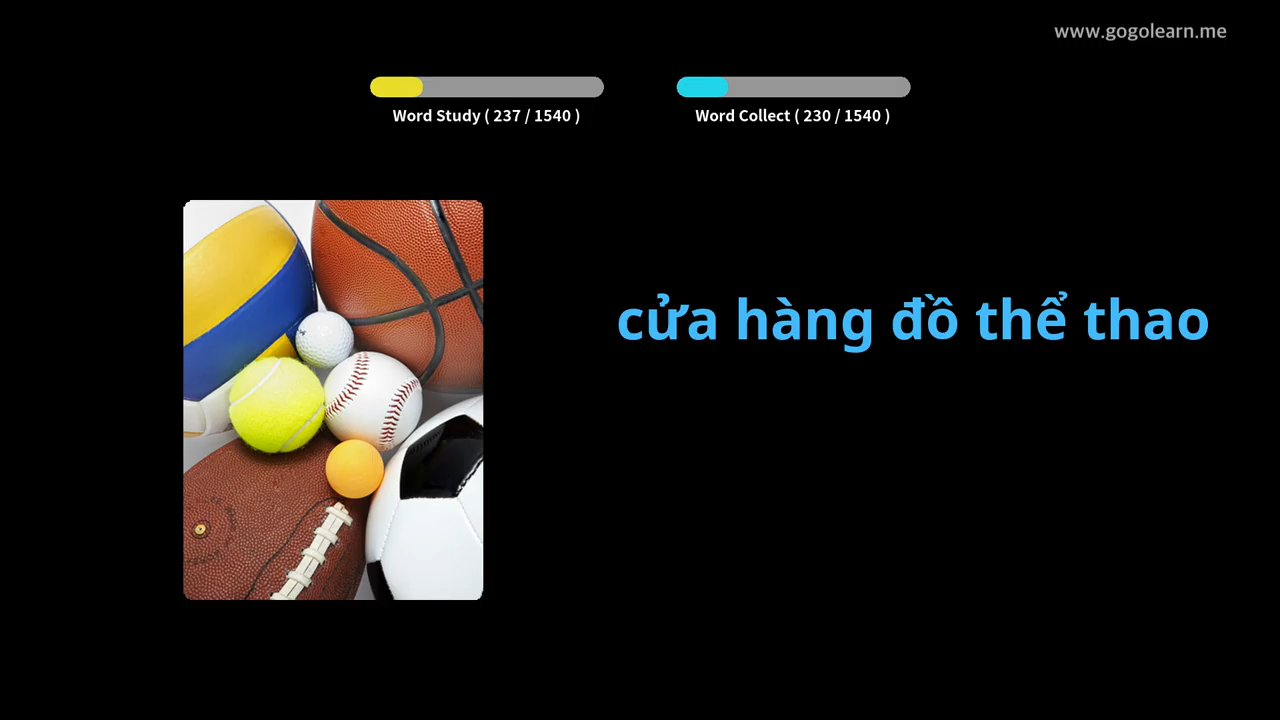 www.gogolearn.me
Word Study ( 237 / 1540 )
Word Collect ( 230 / 1540 )
cửa hàng đồ thể thao